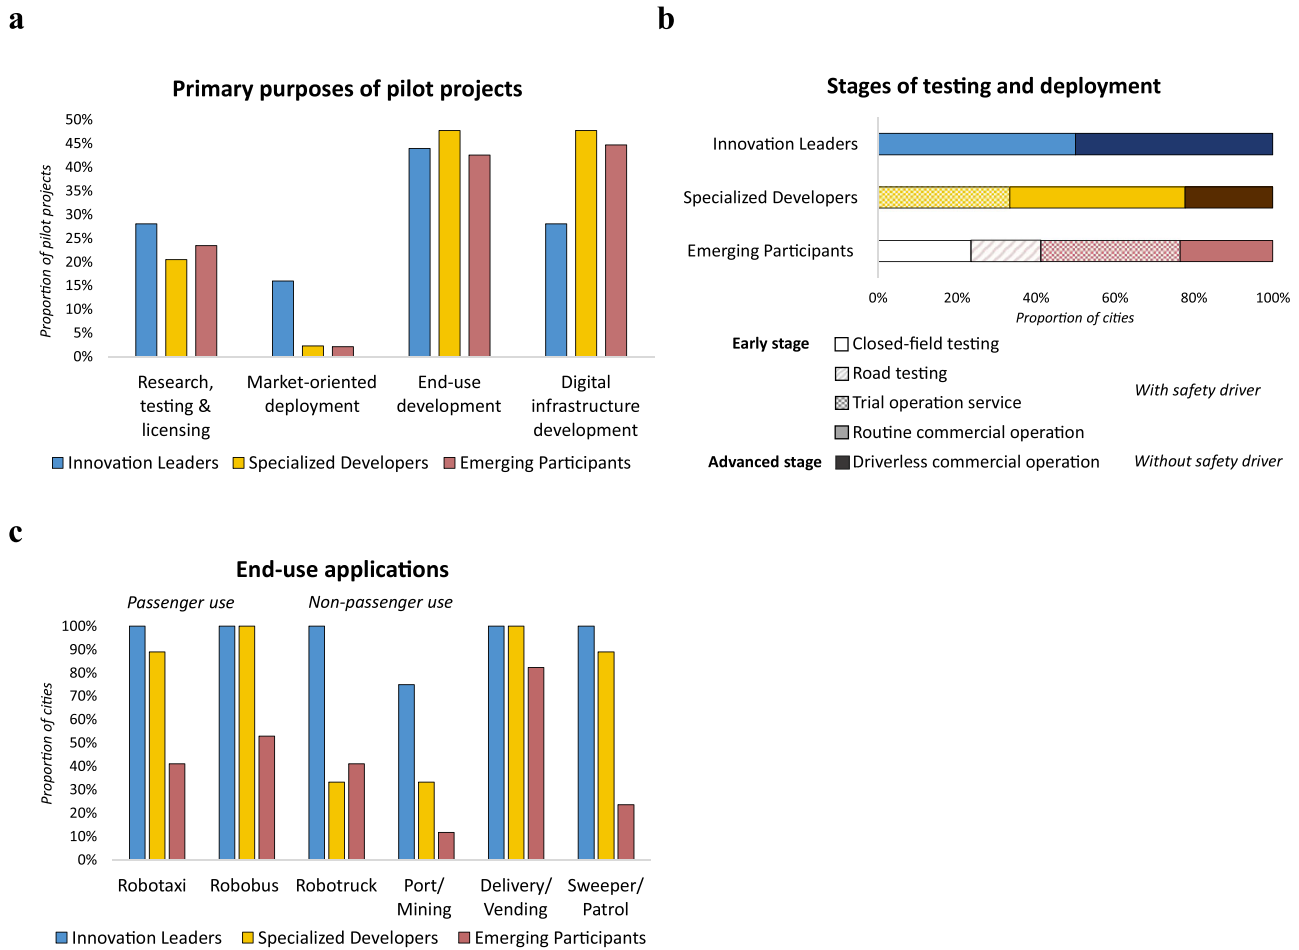 a
Primary purposes of pilot projects
Proportion of pilot projects
50%
45%
40%
35%
30%
25%
20%
15%
10%
5%
0%
Research, testing & licensing
Market-oriented deployment
End-use development
Digital infrastructure development
Innovation Leaders
Specialized Developers
Emerging Participants
b
Stages of testing and deployment
Innovation Leaders
Specialized Developers
Emerging Participants
0% 20% 40% 60% 80% 100%
Proportion of cities
Early stage
Closed-field testing
Road testing
With safety driver
Trial operation service
Routine commercial operation
Advanced stage
Driverless commercial operation
Without safety driver
c
End-use applications
Passenger use
Non-passenger use
Proportion of cities
100%
90%
80%
70%
60%
50%
40%
30%
20%
10%
0%
Robotaxi
Robobus
Robotruck
Port/
Mining
Delivery/
Vending
Sweeper/
Patrol
Innovation Leaders
Specialized Developers
Emerging Participants